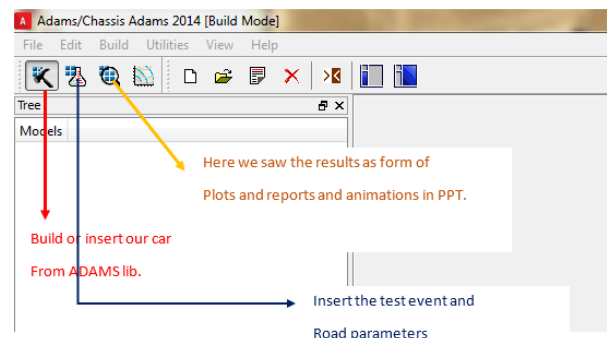 Adams/Chassis Adams 2014 [Build Mode]
File Edit Build Utilities View Help
Tree
Models
Here we saw the results as form of
Plots and reports and animations in PPT.
Build or insert our car
From ADAMS lib.
Insert the test event and
Road parameters